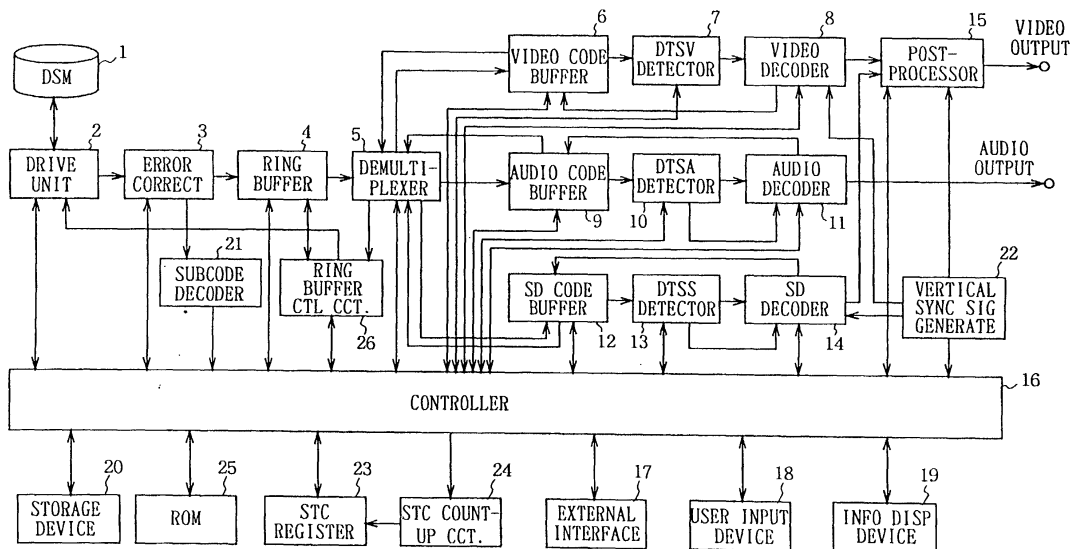 6
7
8
15
VIDEO
OUTPUT
1
DSM
VIDEO CODE
BUFFER
DTSV
DETECTOR
VIDEO
DECODER
POST-
PROCESSOR
2
3
4
5
DRIVE
UNIT
ERROR
CORRECT
RING
BUFFER
DEMULTI-
PLEXER
AUDIO
OUTPUT
AUDIO CODE
BUFFER
DTSA
DETECTOR
AUDIO
DECODER
9
10
11
21
SUBCODE
DECODER
RING
BUFFER
CTL CCT.
26
SD CODE
BUFFER
DTSS
DETECTOR
SD
DECODER
22
VERTICAL
SYNC SIG
GENERATE
12
13
14
16
CONTROLLER
20
25
23
24
17
18
19
STORAGE
DEVICE
ROM
STC
REGISTER
STC COUNT-
UP CCT.
EXTERNAL
INTERFACE
USER INPUT
DEVICE
INFO DISP
DEVICE